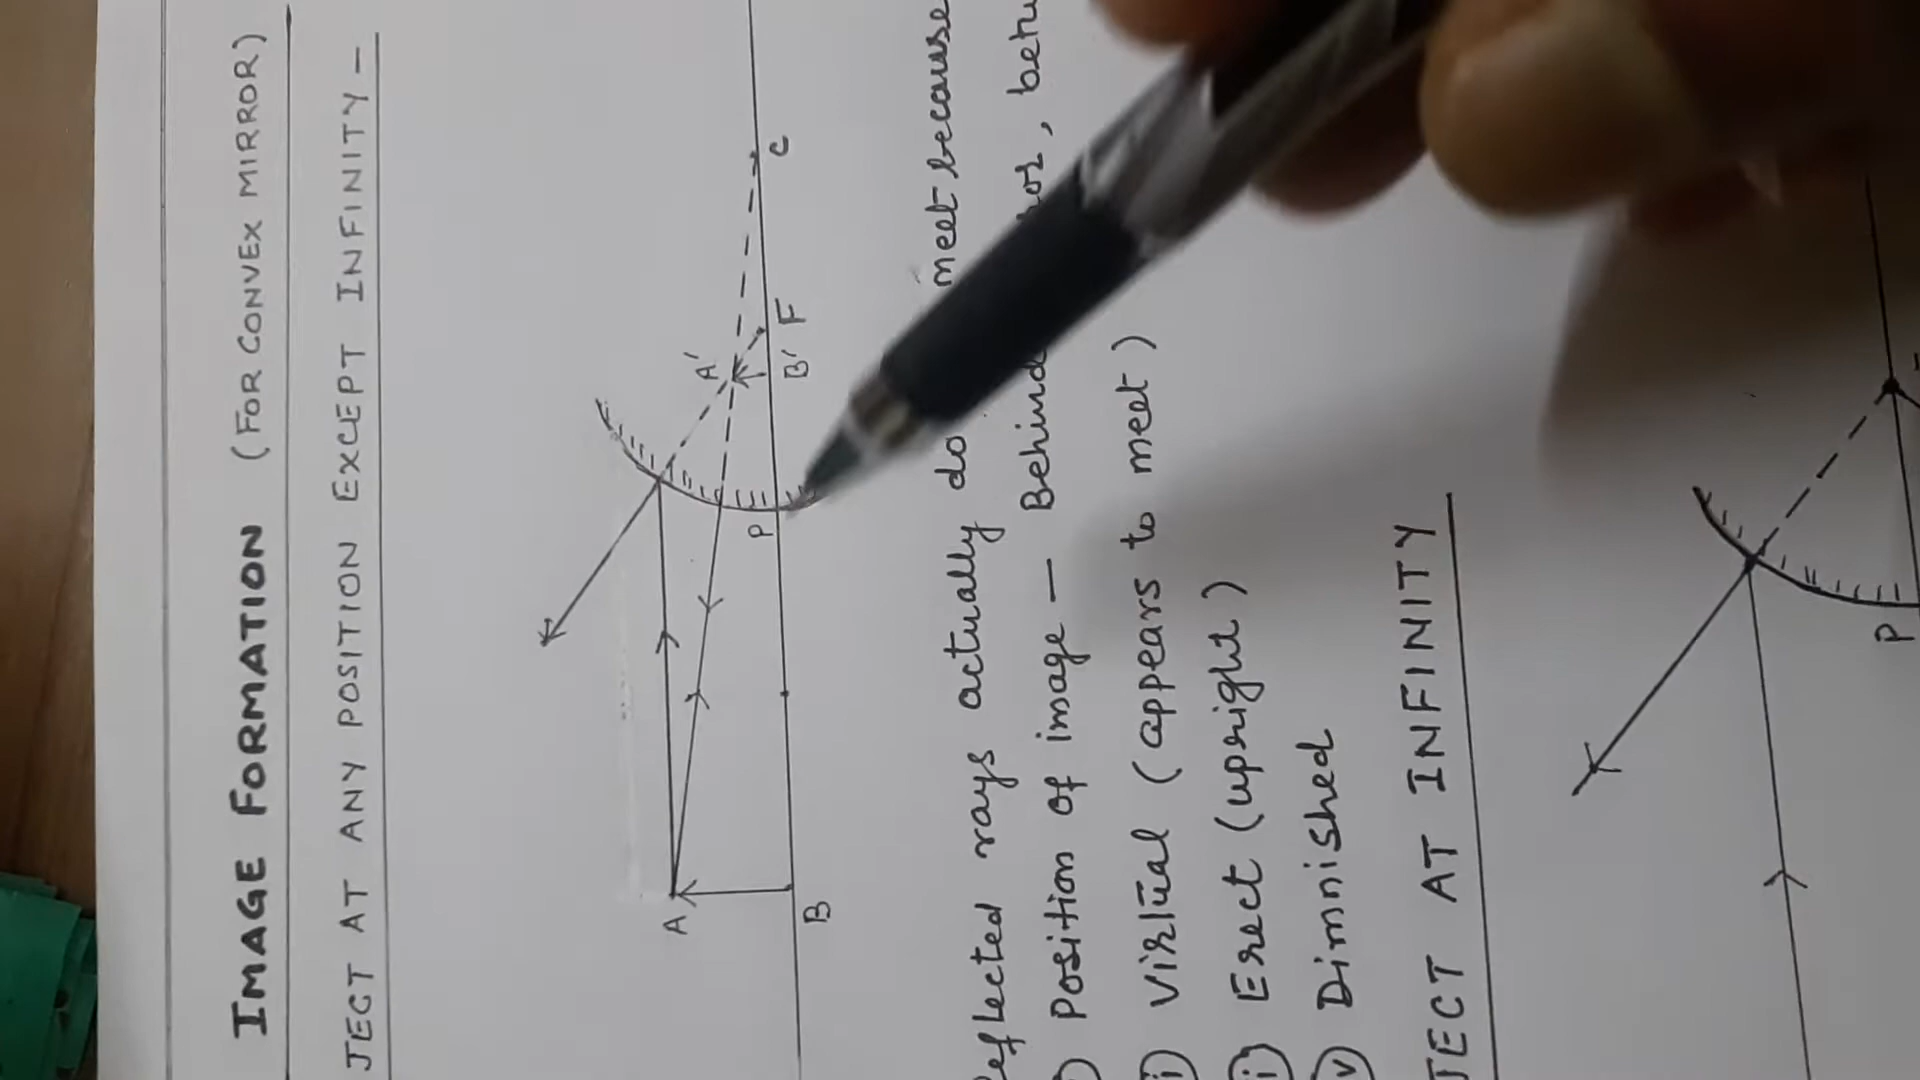 IMAGE FORMATION (FOR CONVEX MIRROR)
JECT AT ANY POSITION EXCEPT INFINITY -
A
B
P
A'
B'
F
C
eflected rays actually do meet because
Position of image - Behind
i) Virtual (appears to meet)
Erect (upright)
v) Diminished
JECT AT INFINITY
P